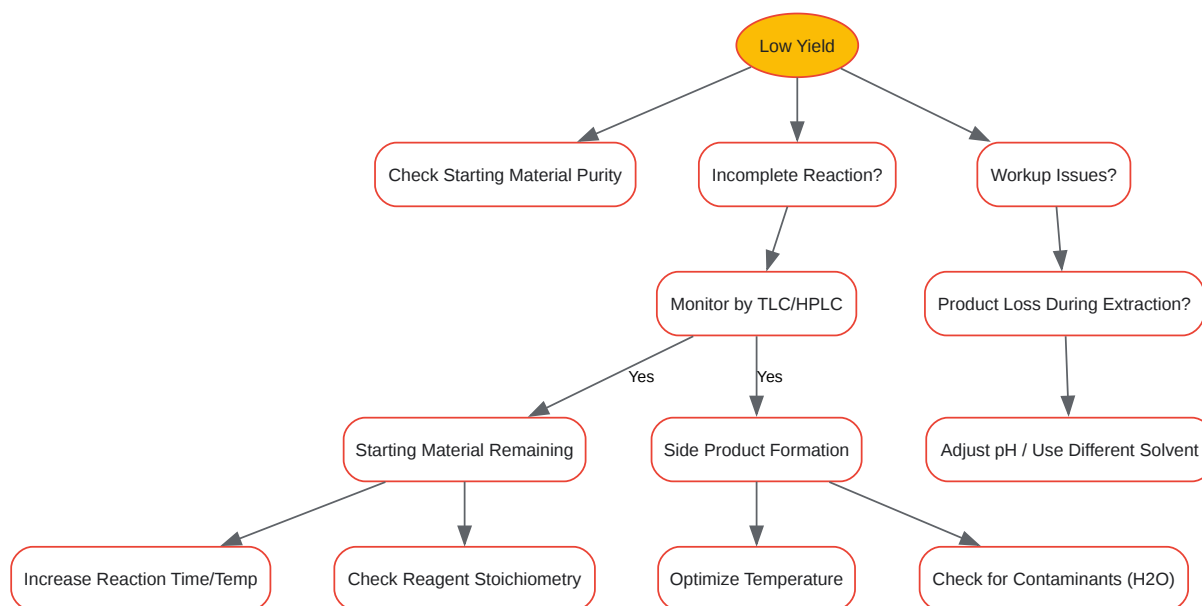 Low Yield
Check Starting Material Purity
Incomplete Reaction?
Workup Issues?
Monitor by TLC/HPLC
Product Loss During Extraction?
Yes
Yes
Starting Material Remaining
Side Product Formation
Adjust pH / Use Different Solvent
Increase Reaction Time/Temp
Check Reagent Stoichiometry
Optimize Temperature
Check for Contaminants (H2O)